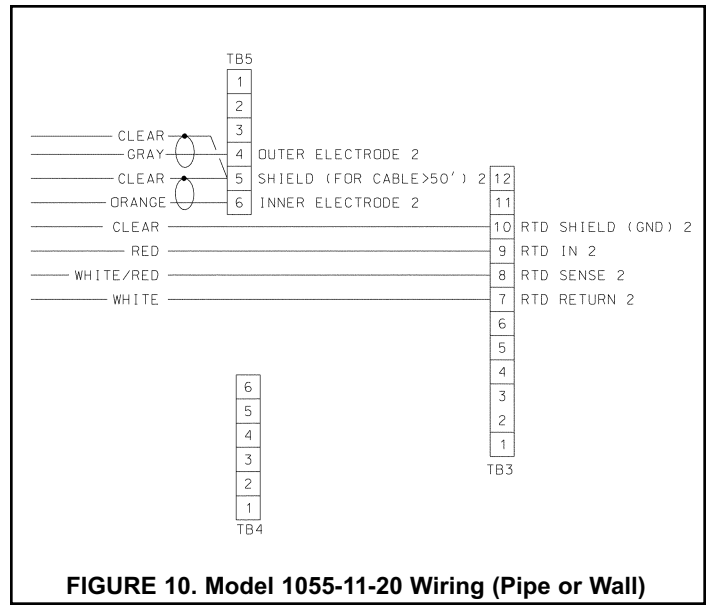 TB5
1
2
CLEAR 3
GRAY 4 OUTER ELECTRODE 2
CLEAR 5 SHIELD (FOR CABLE>50') 2 12
ORANGE 6 INNER ELECTRODE 2 11
CLEAR 10 RTD SHIELD (GND) 2
RED 9 RTD IN 2
WHITE/RED 8 RTD SENSE 2
WHITE 7 RTD RETURN 2
6
5
4
3
2
1
TB3
6
5
4
3
2
1
TB4
FIGURE 10. Model 1055-11-20 Wiring (Pipe or Wall)